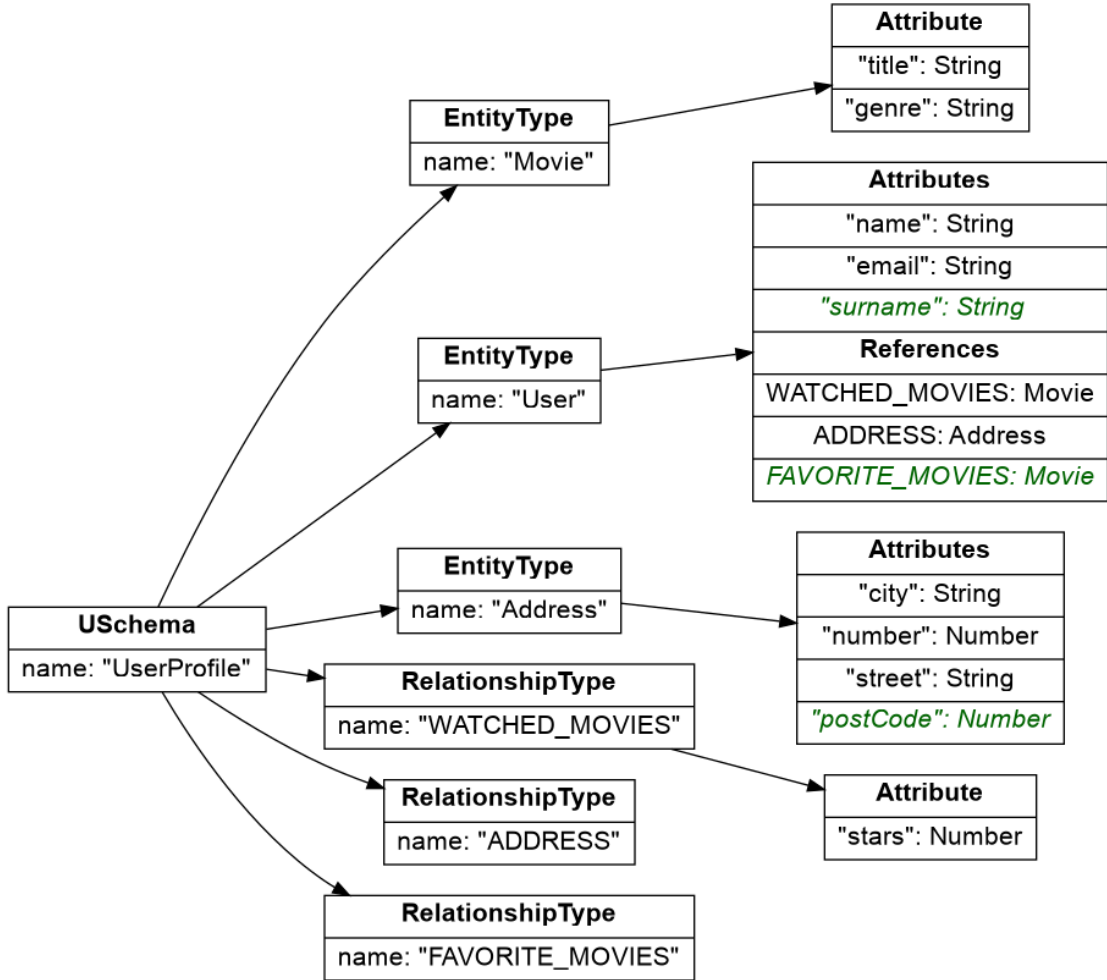 Attribute
"title": String
"genre": String
EntityType
name: "Movie"
Attributes
"name": String
"email": String
"surname": String
References
WATCHED_MOVIES: Movie
ADDRESS: Address
FAVORITE_MOVIES: Movie
EntityType
name: "User"
Attributes
"city": String
"number": Number
"street": String
"postCode": Number
EntityType
name: "Address"
USchema
name: "UserProfile"
RelationshipType
name: "WATCHED_MOVIES"
Attribute
"stars": Number
RelationshipType
name: "ADDRESS"
RelationshipType
name: "FAVORITE_MOVIES"